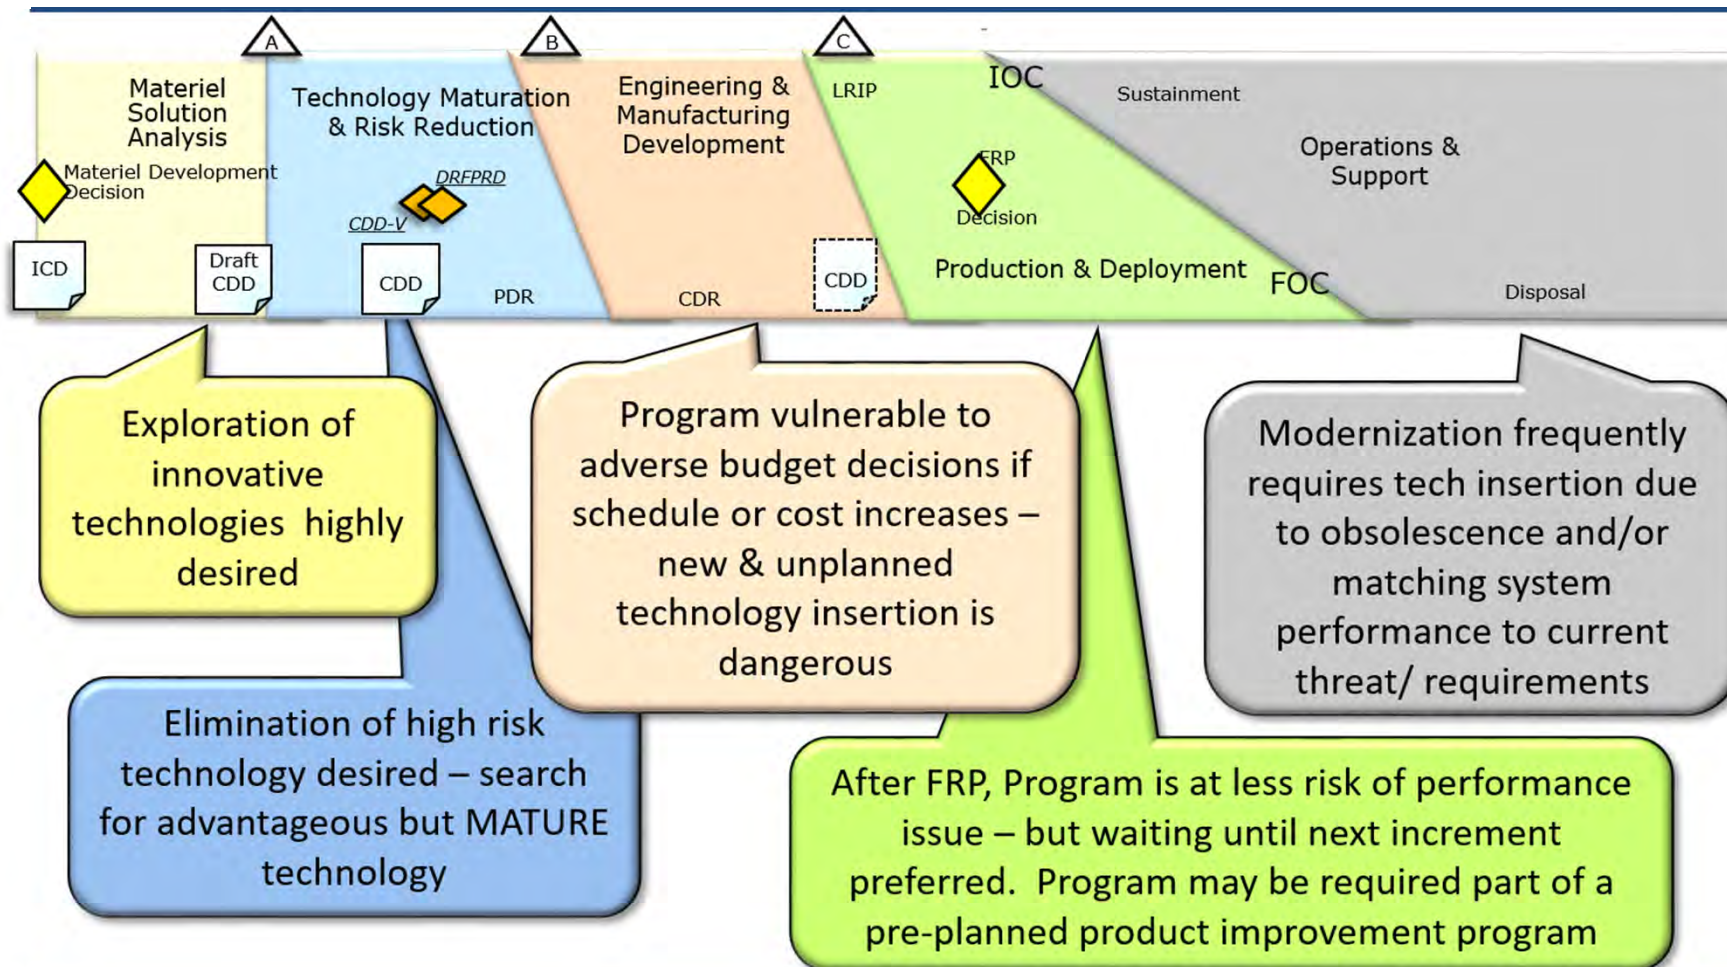 A
B
C
Materiel
Solution
Analysis
Materiel Development
Decision
ICD
Draft
CDD
Technology Maturation
& Risk Reduction
DRFPRD
CDD-V
CDD
PDR
Engineering &
Manufacturing
Development
CDR
CDD
LRIP
IOC
FRP
Decision
Production & Deployment
FOC
Sustainment
Operations &
Support
Disposal
Exploration of
innovative
technologies highly
desired
Elimination of high risk
technology desired – search
for advantageous but MATURE
technology
Program vulnerable to
adverse budget decisions if
schedule or cost increases –
new & unplanned
technology insertion is
dangerous
After FRP, Program is at less risk of performance
issue – but waiting until next increment
preferred. Program may be required part of a
pre-planned product improvement program
Modernization frequently
requires tech insertion due
to obsolescence and/or
matching system
performance to current
threat/ requirements